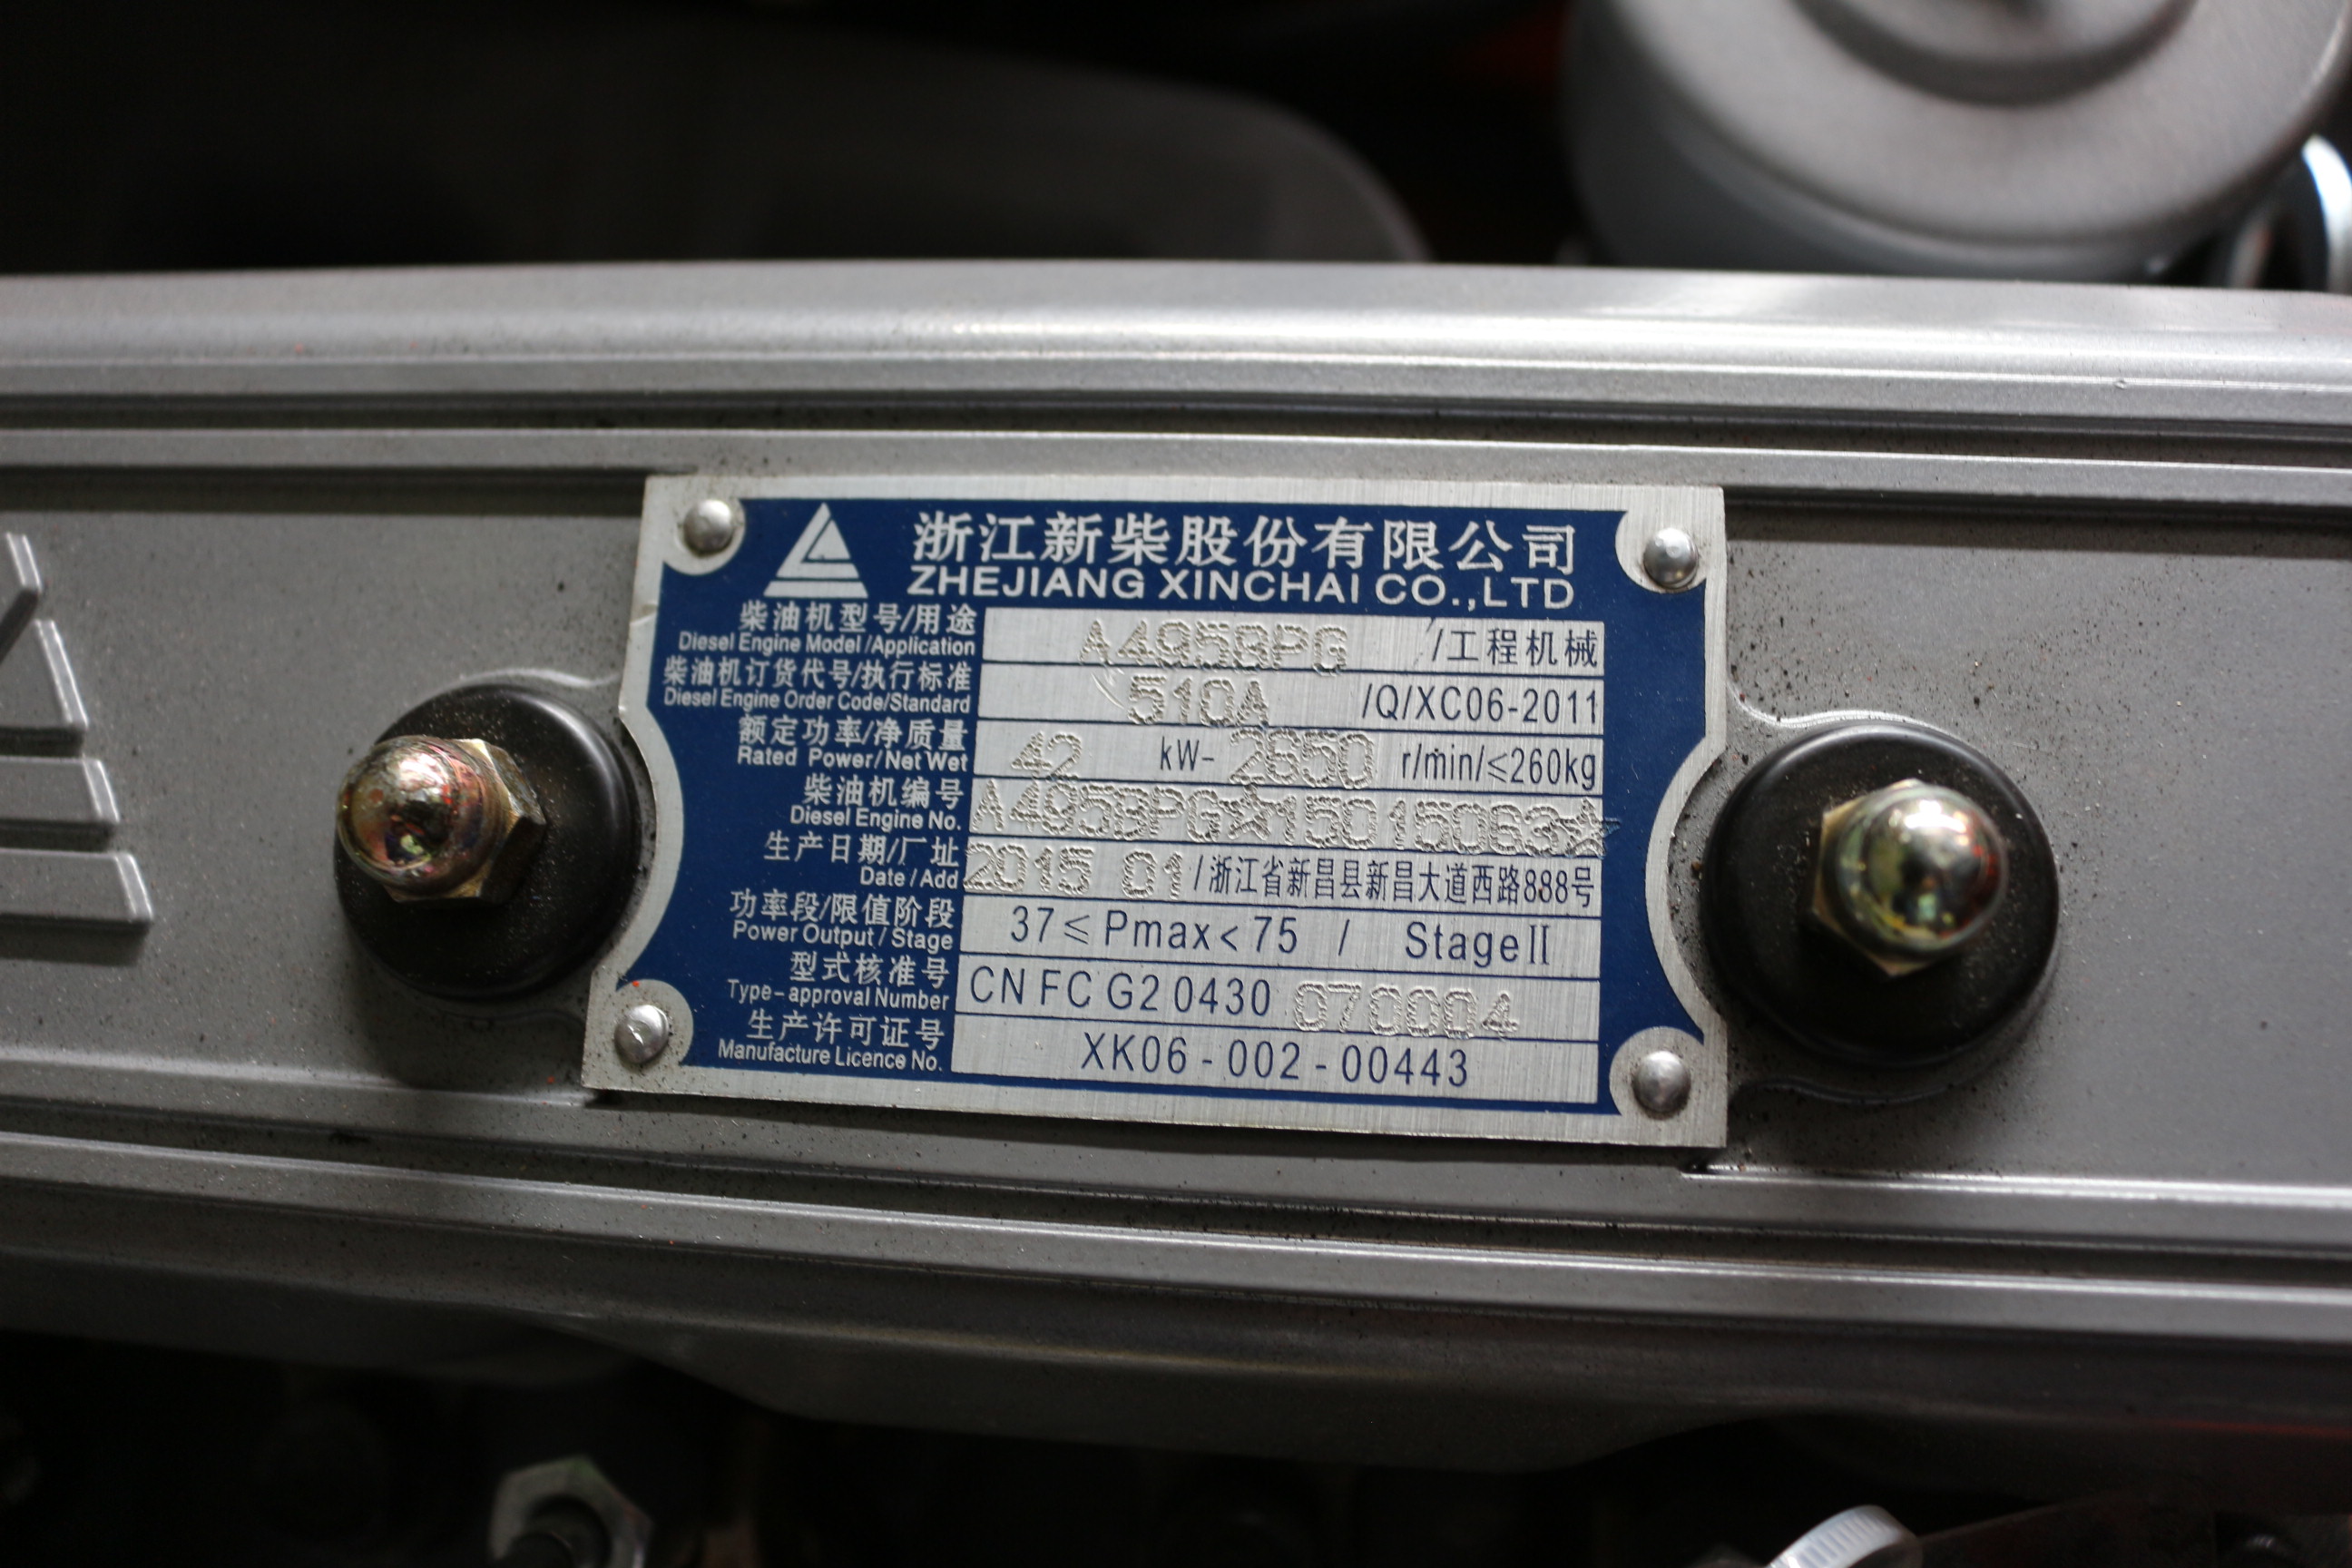 浙江新柴股份有限公司
ZHEJIANG XINCHAI CO.,LTD
柴油机型号/用途
Diesel Engine Model/Application
A495BPG /工程机械
柴油机订货代号/执行标准
Diesel Engine Order Code/Standard
510A /Q/XC06-2011
额定功率/净质量
Rated Power/Net Wet
42 kW- 2650 r/min/≤260kg
柴油机编号
Diesel Engine No.
A495BPG☆15015063☆
生产日期/厂址
Date/Add
2015 01 /浙江省新昌县新昌大道西路888号
功率段/限值阶段
Power Output/Stage
37≤Pmax<75 / StageⅡ
型式核准号
Type-approval Number
CN FC G2 0430 070004
生产许可证号
Manufacture Licence No.
XK06-002-00443